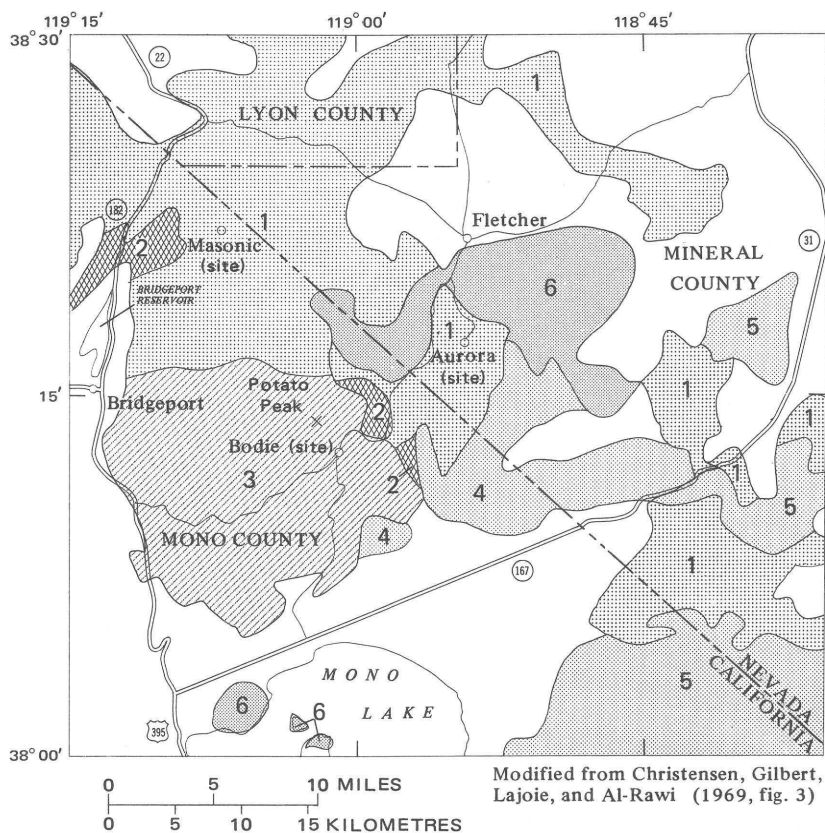 119° 15'
119° 00'
118° 45'
38° 30'
22
LYON COUNTY
1
182
2
1
Masonic
(site)
Fletcher
31
MINERAL
COUNTY
BRIDGEPORT
RESERVOIR
6
5
1
Aurora
(site)
15'
Bridgeport
Potato
Peak
2
1
1
Bodie (site)
3
2
4
1
5
MONO COUNTY
4
167
1
MONO
LAKE
5
NEVADA
CALIFORNIA
6
6
395
38° 00'
0 5 10 MILES
0 5 10 15 KILOMETRES
Modified from Christensen, Gilbert,
Lajoie, and Al-Rawi (1969, fig. 3)